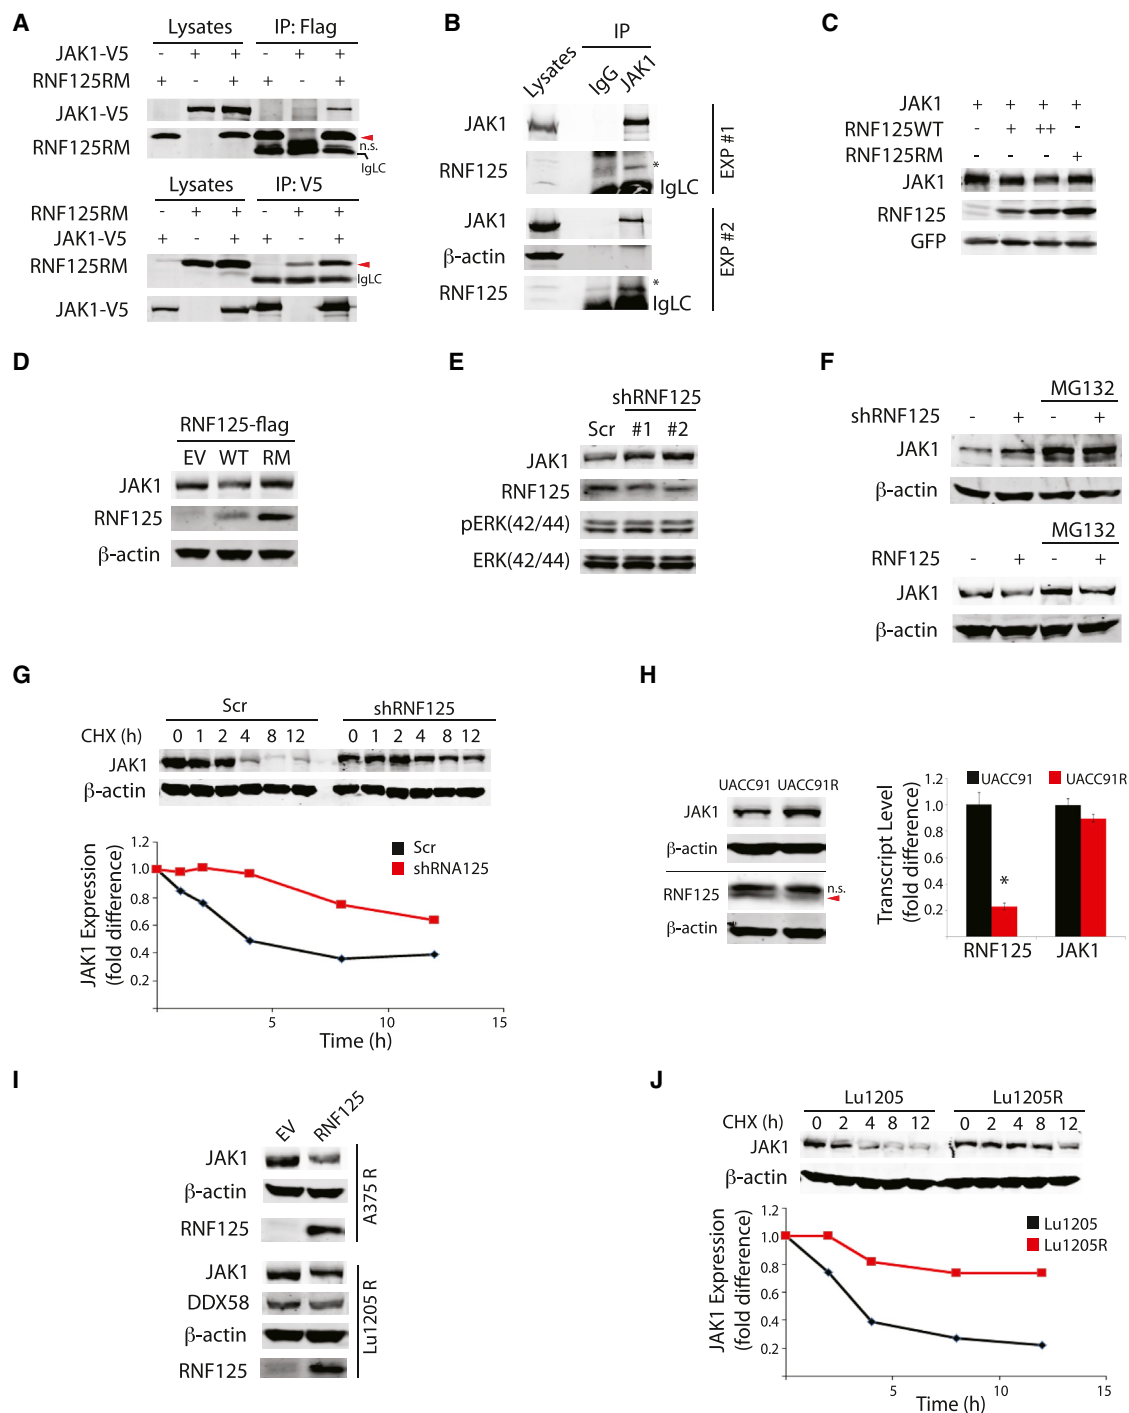 A
Lysates IP: Flag
JAK1-V5 - + + - + +
RNF125RM + - + + - +
JAK1-V5
RNF125RM
n.s.
IgLC
Lysates IP: V5
RNF125RM - + + - + +
JAK1-V5 + - + + - +
RNF125RM
IgLC
JAK1-V5
B
IP
Lysates IgG JAK1
JAK1
RNF125 *
IgLC
EXP #1
JAK1
β-actin
RNF125 *
IgLC
EXP #2
C
JAK1 + + + +
RNF125WT - + ++ -
RNF125RM - - - +
JAK1
RNF125
GFP
D
RNF125-flag
EV WT RM
JAK1
RNF125
β-actin
E
shRNF125
Scr #1 #2
JAK1
RNF125
pERK(42/44)
ERK(42/44)
F
MG132
shRNF125 - + - +
JAK1
β-actin
MG132
RNF125 - + - +
JAK1
β-actin
G
Scr shRNF125
CHX (h) 0 1 2 4 8 12 0 1 2 4 8 12
JAK1
β-actin
JAK1 Expression
(fold difference)
1.2
1.0
0.8
0.6
0.4
0.2
5 10 15
Time (h)
Scr
shRNA125
H
UACC91 UACC91R
JAK1
β-actin
RNF125 n.s.
β-actin
Transcript Level
(fold difference)
1.2
1.0
0.8
0.6
0.4
0.2
UACC91 UACC91R
*
RNF125 JAK1
I
EV RNF125
JAK1
β-actin
RNF125
A375 R
JAK1
DDX58
β-actin
RNF125
Lu1205 R
J
Lu1205 Lu1205R
CHX (h) 0 2 4 8 12 0 2 4 8 12
JAK1
β-actin
JAK1 Expression
(fold difference)
1.2
1.0
0.8
0.6
0.4
0.2
5 10 15
Time (h)
Lu1205
Lu1205R